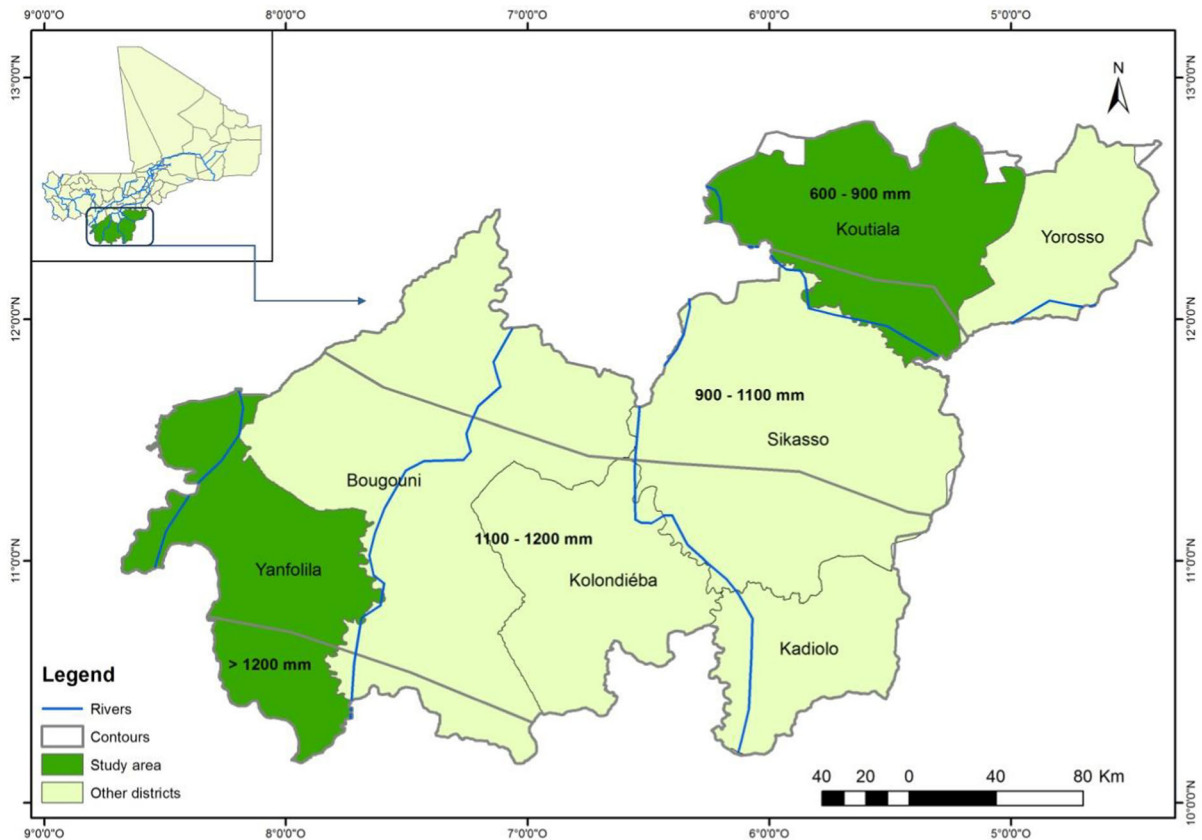 9°0'0"O 8°0'0"O 7°0'0"O 6°0'0"O 5°0'0"O
13°0'0"N 13°0'0"N
N
600 - 900 mm
Koutiala
Yorosso
12°0'0"N 12°0'0"N
900 - 1100 mm
Sikasso
Bougouni
1100 - 1200 mm
11°0'0"N 11°0'0"N
Yanfolila
Kolondiéba
Kadiolo
> 1200 mm
Legend
Rivers
Contours
Study area
Other districts
40 20 0 40 80 Km
10°0'0"N 10°0'0"N
9°0'0"O 8°0'0"O 7°0'0"O 6°0'0"O 5°0'0"O